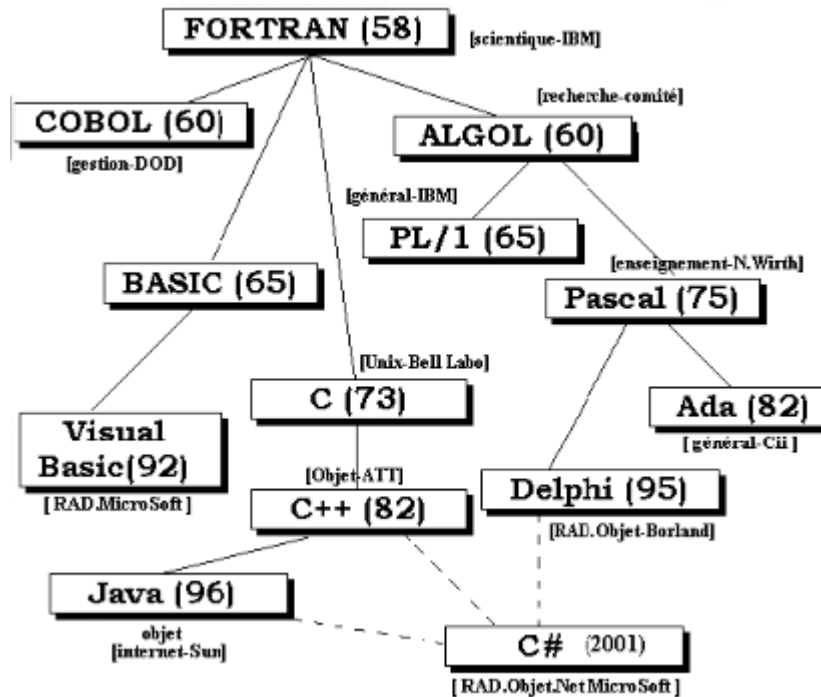 FORTRAN (58)
[scientique-IBM]
[recherche-comité]
COBOL (60)
ALGOL (60)
[gestion-DOD]
[général-IBM]
PL/1 (65)
[enseignement-N.Wirth]
BASIC (65)
Pascal (75)
[Unix-Bell Labo]
C (73)
Ada (82)
[ général-Cii ]
Visual
Basic(92)
[ RAD.MicroSoft ]
[Objet-ATT]
C++ (82)
Delphi (95)
[RAD.Objet-Borland]
Java (96)
objet
[internet-Sun]
C# (2001)
[ RAD.Objet.Net MicroSoft ]